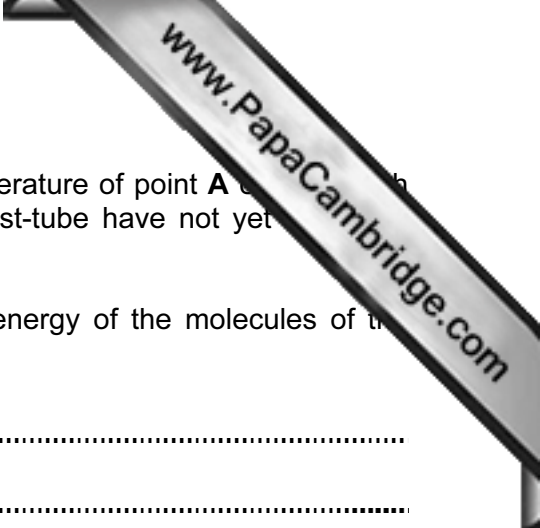 www.PapaCambridge.com
erature of point A
st-tube have not yet
energy of the molecules of